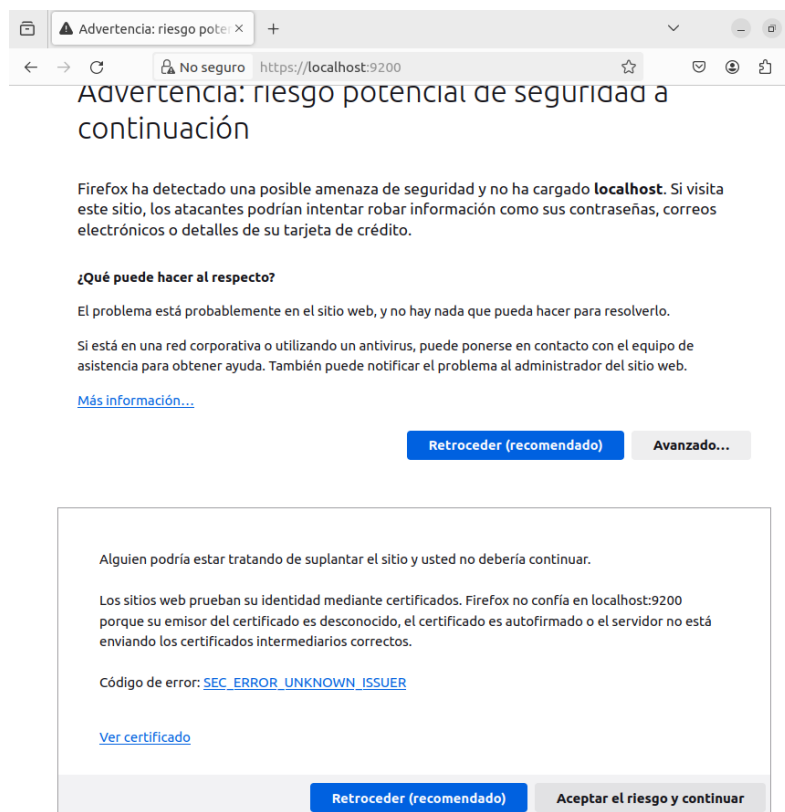 Advertencia: riesgo poter
No seguro
https://localhost:9200
Advertencia: riesgo potencial de seguridad a
continuación
Firefox ha detectado una posible amenaza de seguridad y no ha cargado localhost. Si visita
este sitio, los atacantes podrían intentar robar información como sus contraseñas, correos
electrónicos o detalles de su tarjeta de crédito.
¿Qué puede hacer al respecto?
El problema está probablemente en el sitio web, y no hay nada que pueda hacer para resolverlo.
Si está en una red corporativa o utilizando un antivirus, puede ponerse en contacto con el equipo de
asistencia para obtener ayuda. También puede notificar el problema al administrador del sitio web.
Más información…
Retroceder (recomendado)
Avanzado…
Alguien podría estar tratando de suplantar el sitio y usted no debería continuar.
Los sitios web prueban su identidad mediante certificados. Firefox no confía en localhost:9200
porque su emisor del certificado es desconocido, el certificado es autofirmado o el servidor no está
enviando los certificados intermediarios correctos.
Código de error: SEC_ERROR_UNKNOWN_ISSUER
Ver certificado
Retroceder (recomendado)
Aceptar el riesgo y continuar